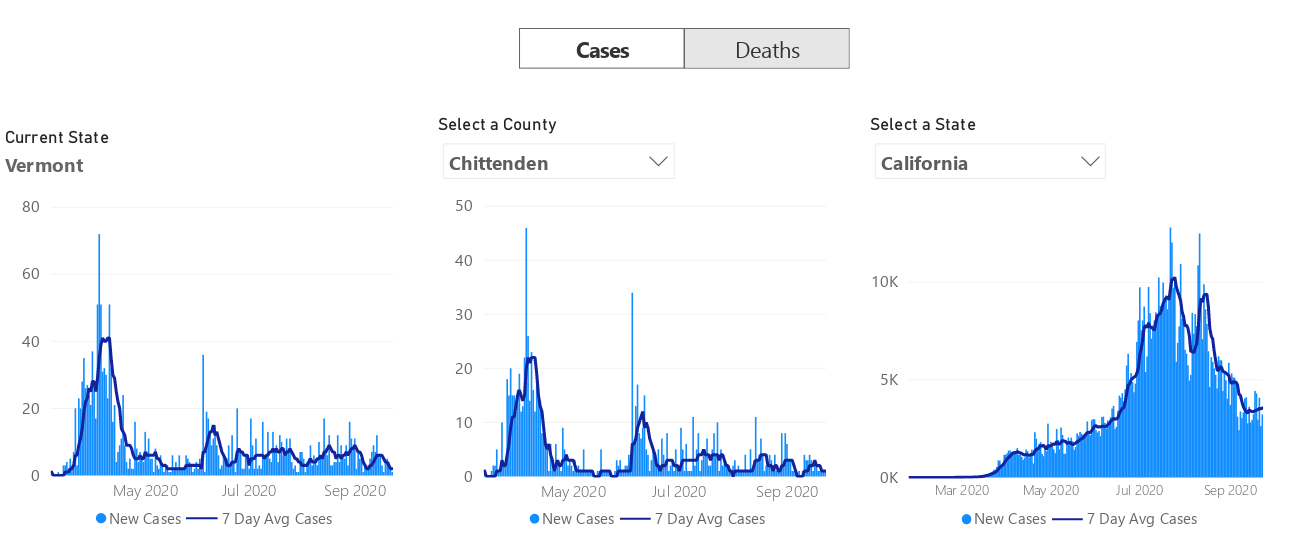 Cases Deaths
Current State
Vermont
80
60
40
20
0
May 2020 Jul 2020 Sep 2020
New Cases 7 Day Avg Cases
Select a County
Chittenden
50
40
30
20
10
0
May 2020 Jul 2020 Sep 2020
New Cases 7 Day Avg Cases
Select a State
California
10K
5K
0K
Mar 2020 May 2020 Jul 2020 Sep 2020
New Cases 7 Day Avg Cases